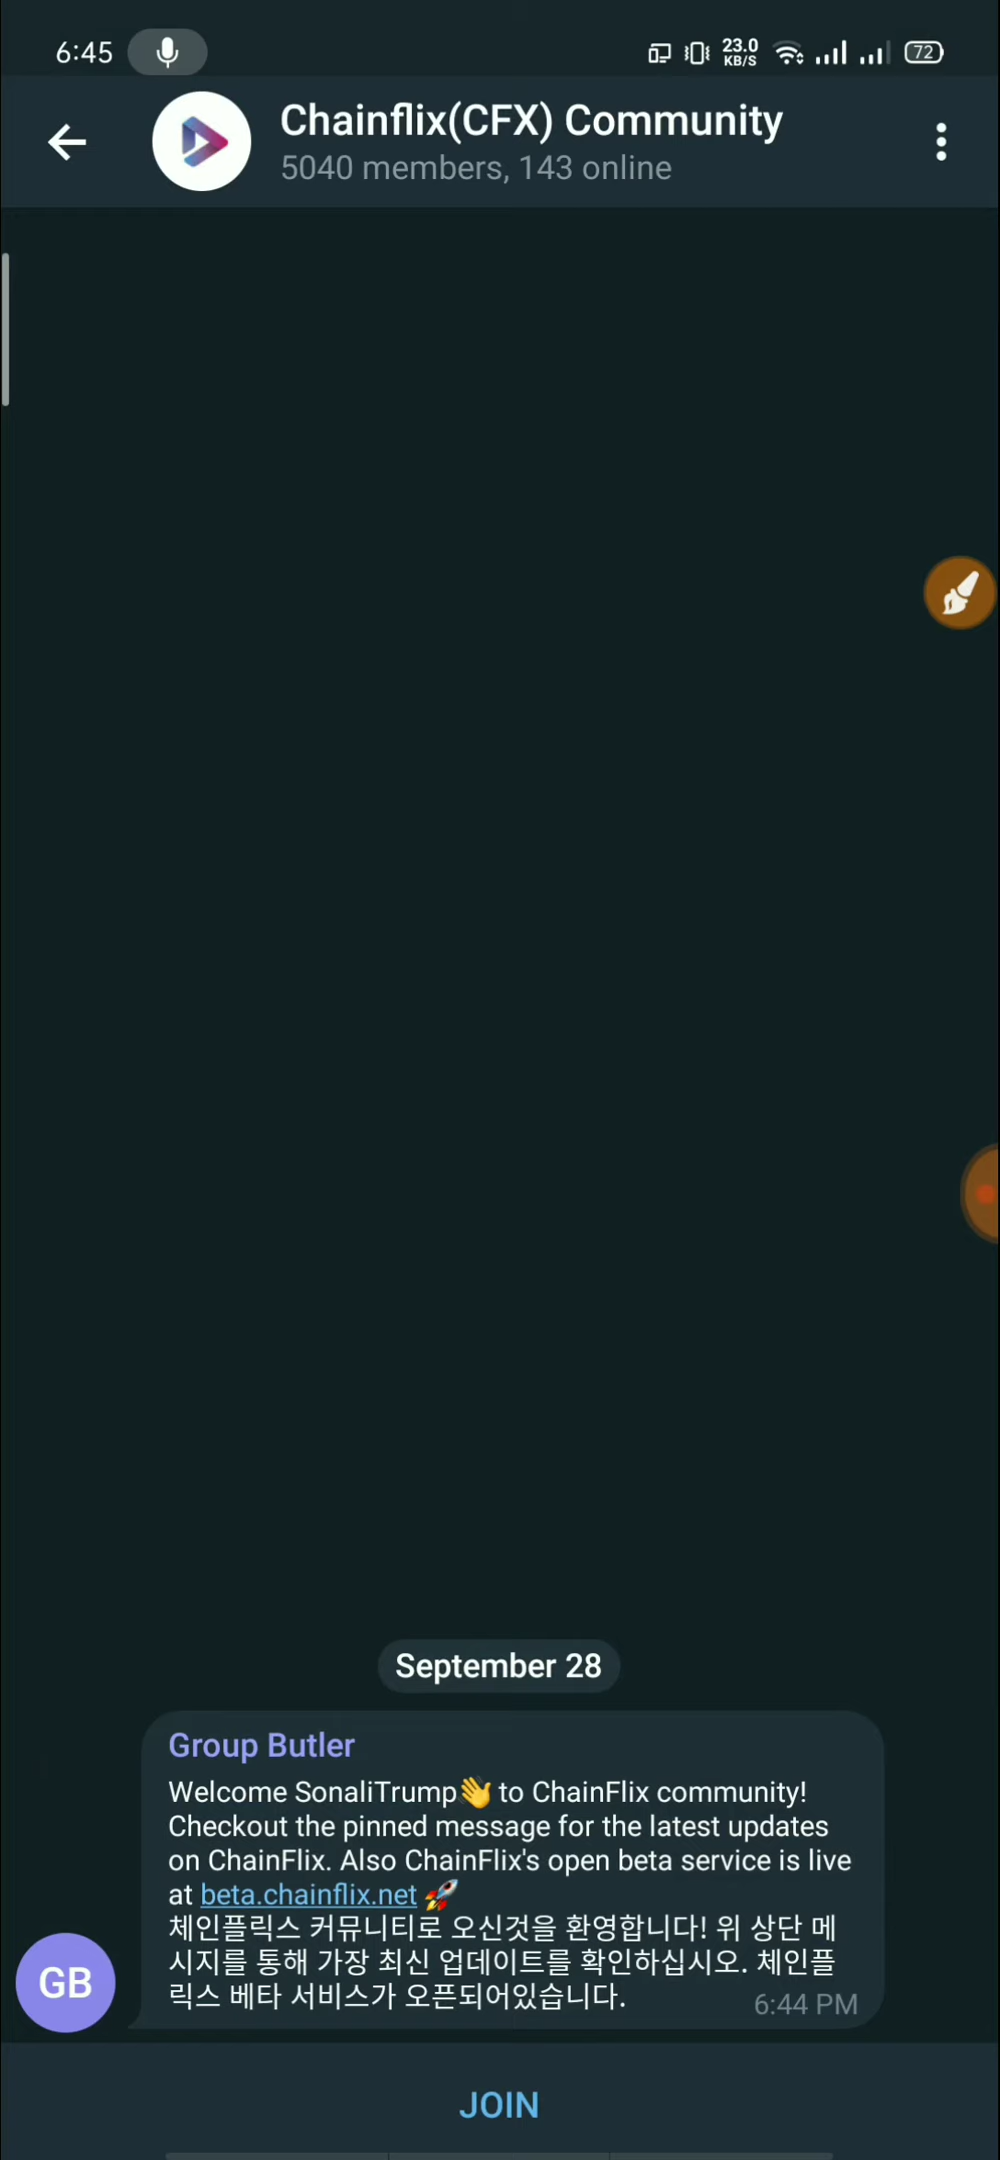 6:45
23.0
KB/S
72
Chainflix(CFX) Community
5040 members, 143 online
September 28
Group Butler
Welcome SonaliTrump👋 to ChainFlix community!
Checkout the pinned message for the latest updates
on ChainFlix. Also ChainFlix's open beta service is live
at beta.chainflix.net 🚀
체인플릭스 커뮤니티로 오신것을 환영합니다! 위 상단 메
시지를 통해 가장 최신 업데이트를 확인하십시오. 체인플
릭스 베타 서비스가 오픈되어있습니다.
6:44 PM
GB
JOIN